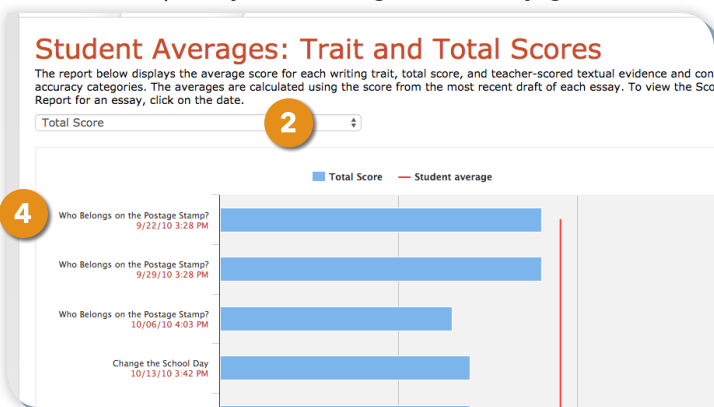 Student Averages: Trait and Total Scores
The report below displays the average score for each writing trait, total score, and teacher-scored textual evidence and con
accuracy categories. The averages are calculated using the score from the most recent draft of each essay. To view the Sco
Report for an essay, click on the date.
Total Score
2
Total Score
Student average
4
Who Belongs on the Postage Stamp?
9/22/10 3:28 PM
Who Belongs on the Postage Stamp?
9/29/10 3:28 PM
Who Belongs on the Postage Stamp?
10/06/10 4:03 PM
Change the School Day
10/13/10 3:42 PM